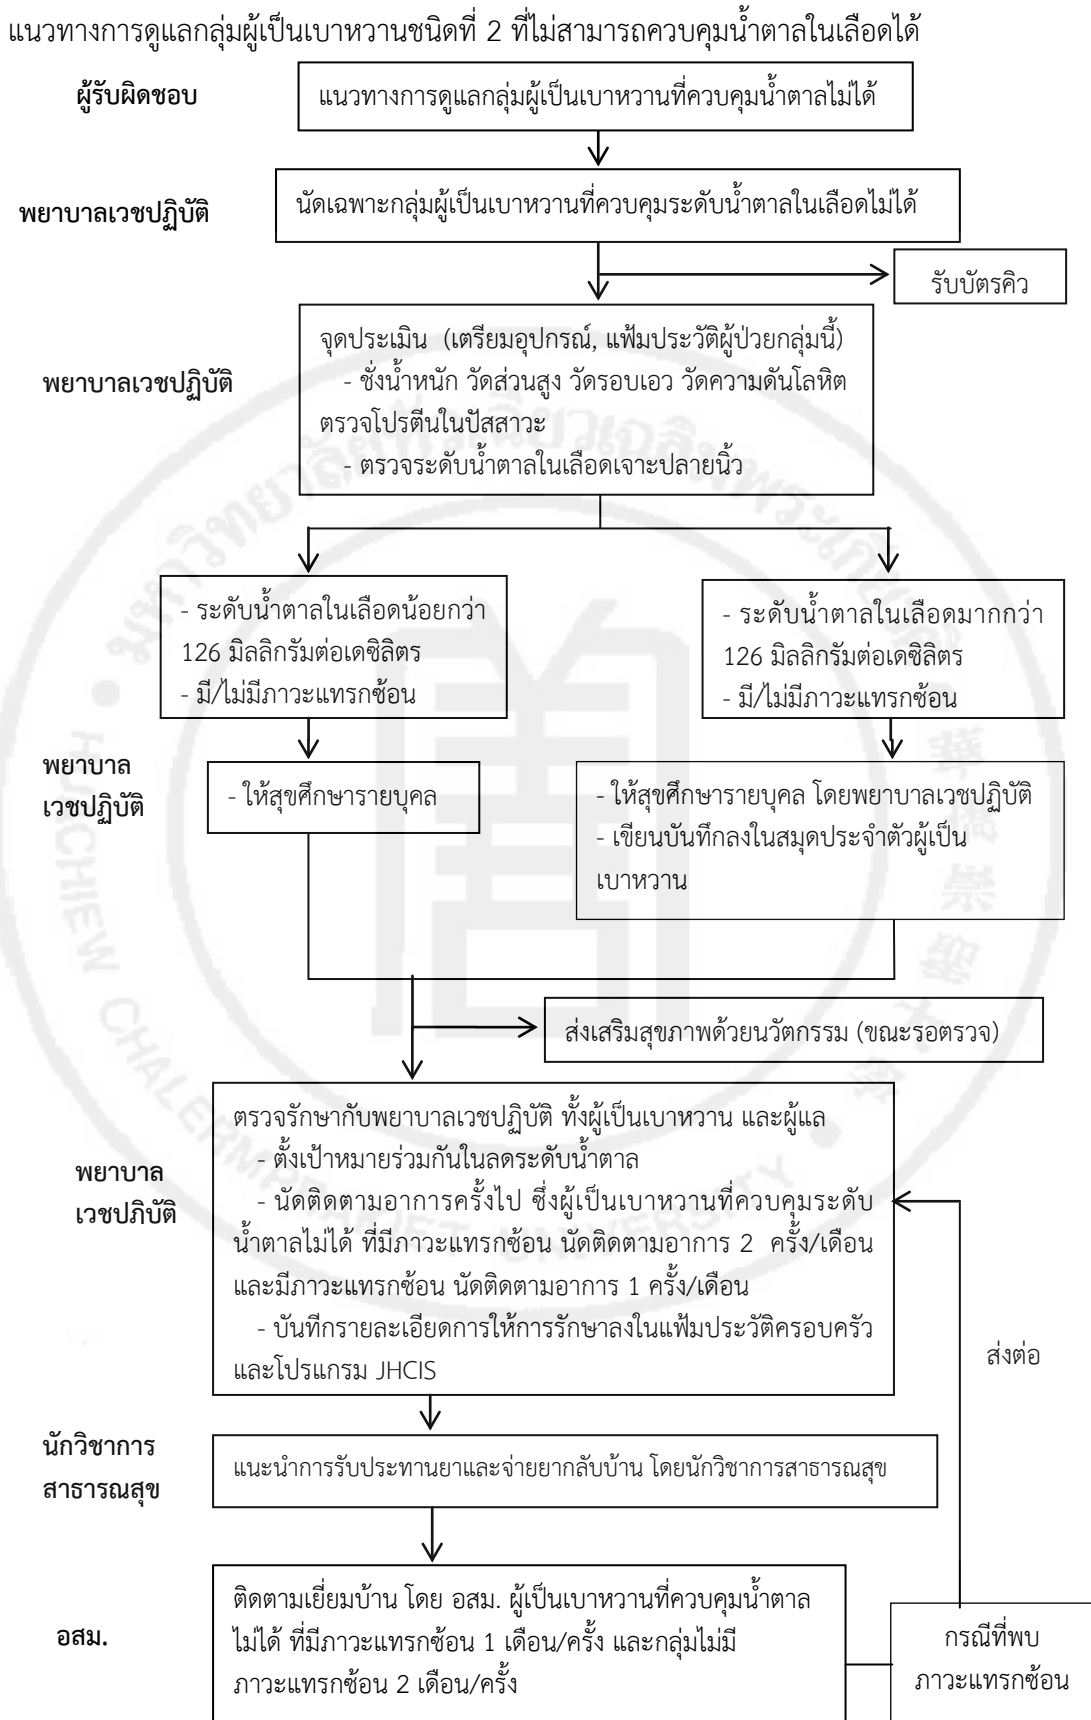 แนวทางการดูแลกลุ่มผู้เป็นเบาหวานชนิดที่ 2 ที่ไม่สามารถควบคุมน้ำตาลในเลือดได้
ผู้รับผิดชอบ
แนวทางการดูแลกลุ่มผู้เป็นเบาหวานที่ควบคุมน้ำตาลไม่ได้
พยาบาลเวชปฏิบัติ
นัดเฉพาะกลุ่มผู้เป็นเบาหวานที่ควบคุมระดับน้ำตาลในเลือดไม่ได้
รับบัตรคิว
พยาบาลเวชปฏิบัติ
จุดประเมิน (เตรียมอุปกรณ์, แฟ้มประวัติผู้ป่วยกลุ่มนี้)
- ชั่งน้ำหนัก วัดส่วนสูง วัดรอบเอว วัดความดันโลหิต
ตรวจโปรตีนในปัสสาวะ
- ตรวจระดับน้ำตาลในเลือดเจาะปลายนิ้ว
- ระดับน้ำตาลในเลือดน้อยกว่า
126 มิลลิกรัมต่อเดซิลิตร
- มี/ไม่มีภาวะแทรกซ้อน
- ระดับน้ำตาลในเลือดมากกว่า
126 มิลลิกรัมต่อเดซิลิตร
- มี/ไม่มีภาวะแทรกซ้อน
พยาบาล
เวชปฏิบัติ
- ให้สุขศึกษารายบุคล
- ให้สุขศึกษารายบุคล โดยพยาบาลเวชปฏิบัติ
- เขียนบันทึกลงในสมุดประจำตัวผู้เป็น
เบาหวาน
ส่งเสริมสุขภาพด้วยนวัตกรรม (ขณะรอตรวจ)
พยาบาล
เวชปฏิบัติ
ตรวจรักษากับพยาบาลเวชปฏิบัติ ทั้งผู้เป็นเบาหวาน และผู้แล
- ตั้งเป้าหมายร่วมกันในลดระดับน้ำตาล
- นัดติดตามอาการครั้งไป ซึ่งผู้เป็นเบาหวานที่ควบคุมระดับ
น้ำตาลไม่ได้ ที่มีภาวะแทรกซ้อน นัดติดตามอาการ 2 ครั้ง/เดือน
และมีภาวะแทรกซ้อน นัดติดตามอาการ 1 ครั้ง/เดือน
- บันทึกรายละเอียดการให้การรักษาลงในแฟ้มประวัติครอบครัว
และโปรแกรม JHCIS
ส่งต่อ
นักวิชาการ
สาธารณสุข
แนะนำการรับประทานยาและจ่ายยากลับบ้าน โดยนักวิชาการสาธารณสุข
อสม.
ติดตามเยี่ยมบ้าน โดย อสม. ผู้เป็นเบาหวานที่ควบคุมน้ำตาล
ไม่ได้ ที่มีภาวะแทรกซ้อน 1 เดือน/ครั้ง และกลุ่มไม่มี
ภาวะแทรกซ้อน 2 เดือน/ครั้ง
กรณีที่พบ
ภาวะแทรกซ้อน
มหาวิทยาลัยหัวเฉียวเฉลิมพระเกียรติ
HUACHIEW CHALERMPRAKIET UNIVERSITY
華僑崇聖大學